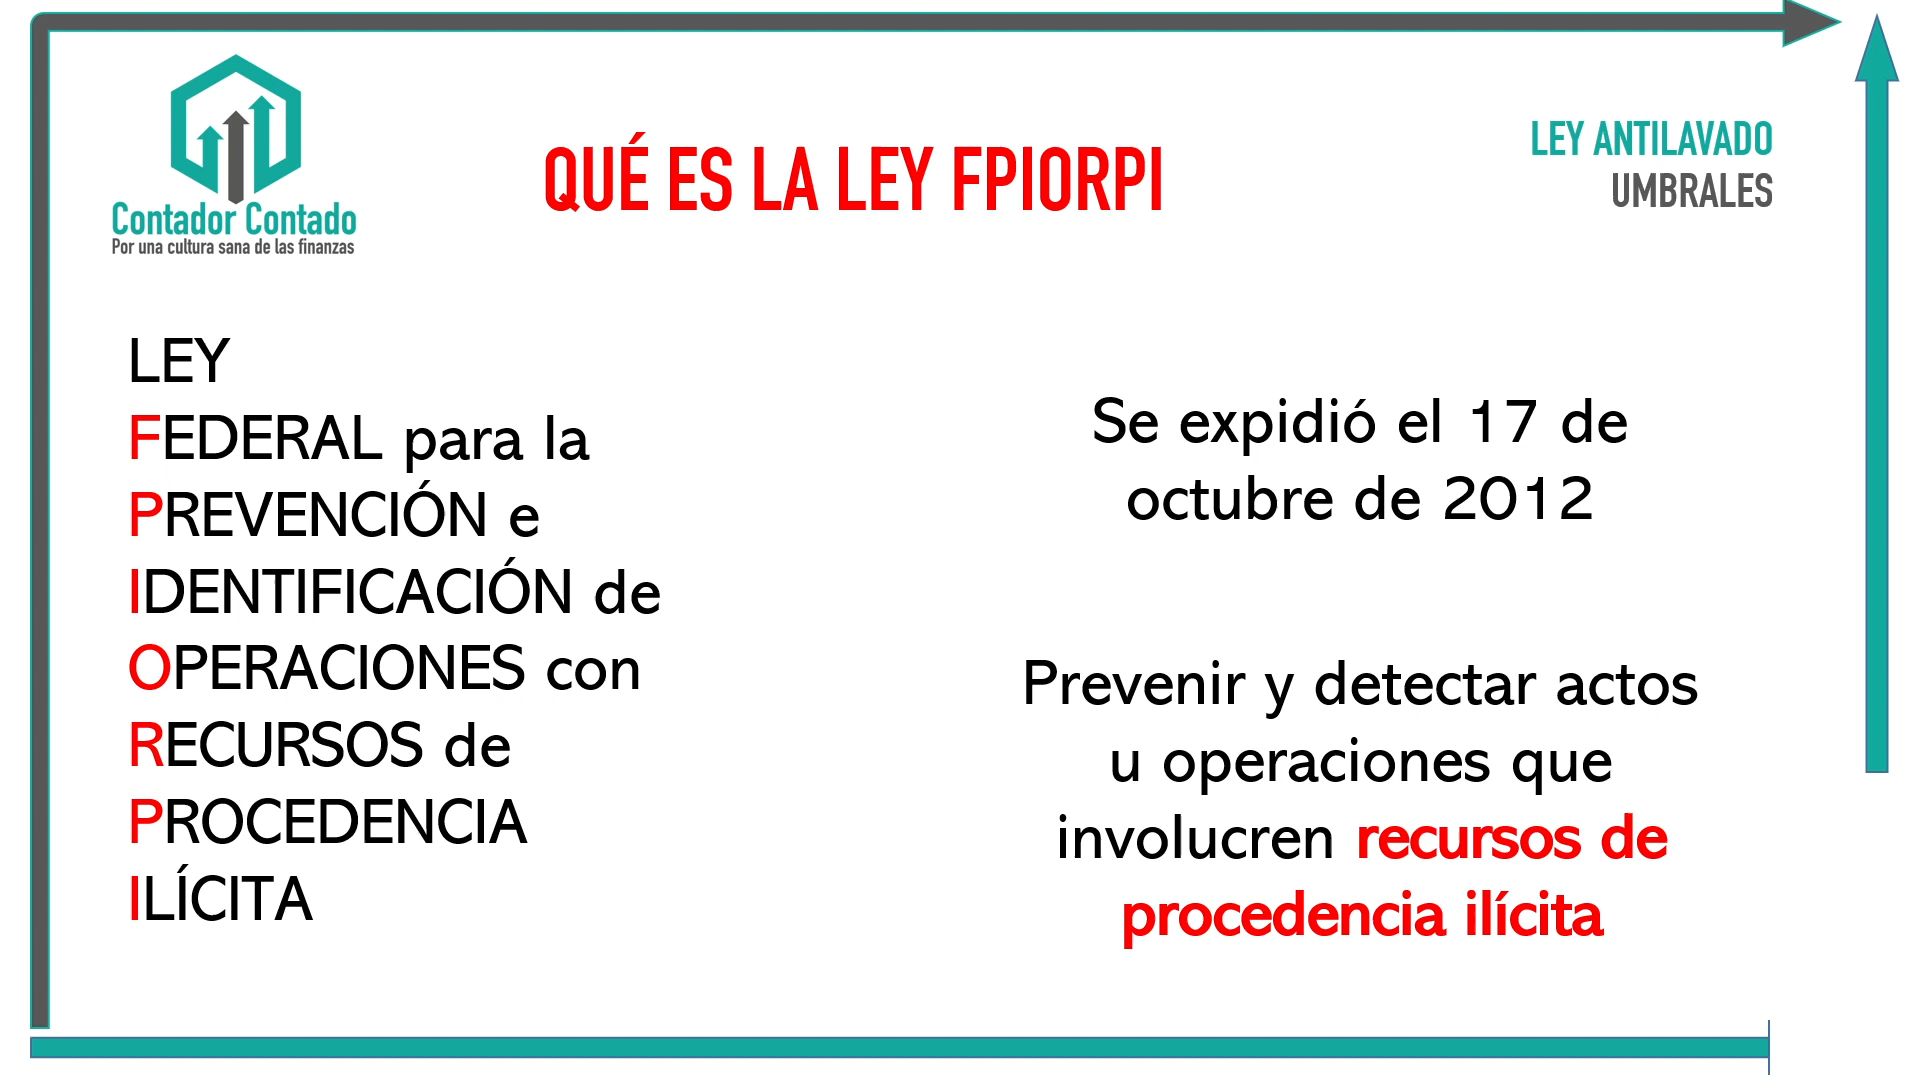 Contador Contado
Por una cultura sana de las finanzas
QUÉ ES LA LEY FPIORPI
LEY ANTILAVADO
UMBRALES
LEY
FEDERAL para la
PREVENCIÓN e
IDENTIFICACIÓN de
OPERACIONES con
RECURSOS de
PROCEDENCIA
ILÍCITA
Se expidió el 17 de
octubre de 2012
Prevenir y detectar actos
u operaciones que
involucren recursos de
procedencia ilícita